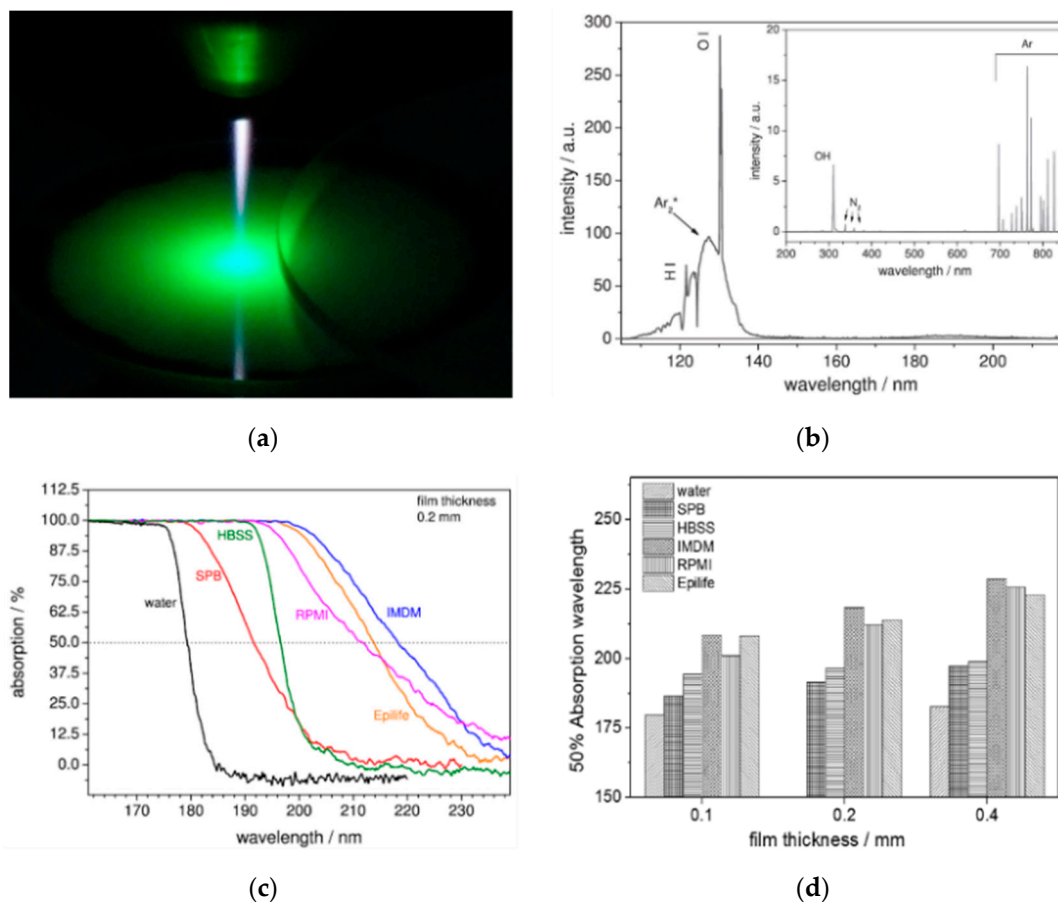 300
250
200
150
100
50
0
intensity / a.u.
H I
Ar2*
O I
120
140
160
180
200
wavelength / nm
20
15
10
5
0
intensity / a.u.
Ar
OH
N2
200
300
400
500
600
700
800
wavelength / nm
(a)
(b)
112.5
100.0
87.5
75.0
62.5
50.0
37.5
25.0
12.5
0.0
absorption / %
film thickness
0.2 mm
water
SPB
HBSS
RPMI
IMDM
Epilife
170
180
190
200
210
220
230
wavelength / nm
250
225
200
175
150
50% Absorption wavelength
water
SPB
HBSS
IMDM
RPMI
Epilife
0.1
0.2
0.4
film thickness / mm
(c)
(d)